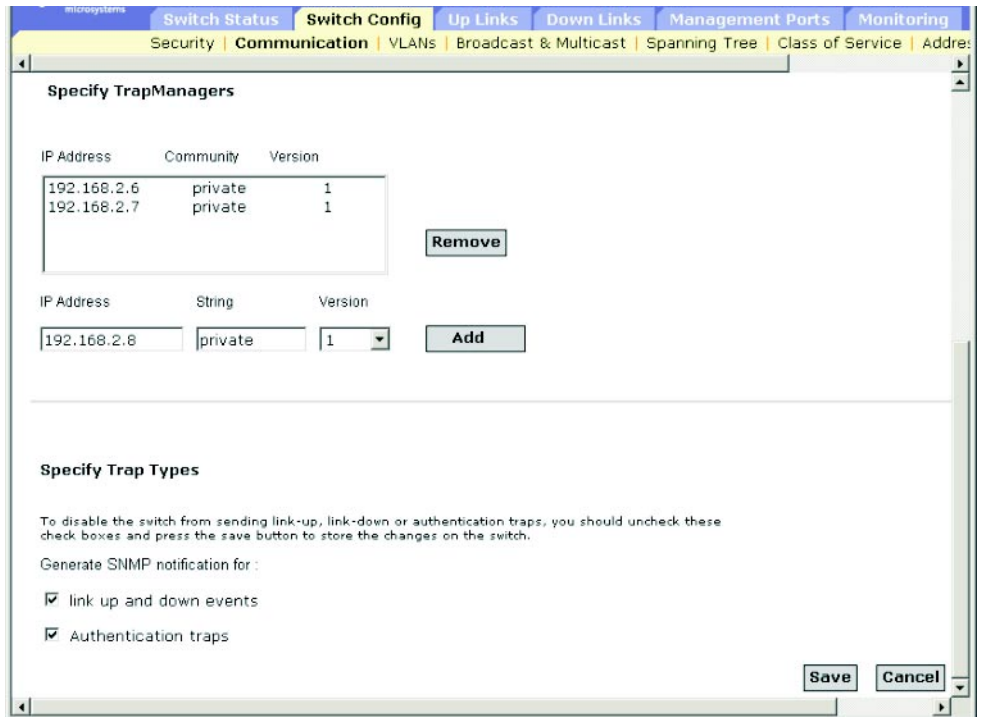 microsystems
Switch Status Switch Config Up Links Down Links Management Ports Monitoring
Security | Communication | VLANs | Broadcast & Multicast | Spanning Tree | Class of Service | Addres
Specify TrapManagers
IP Address Community Version
192.168.2.6 private 1
192.168.2.7 private 1
Remove
IP Address String Version
192.168.2.8 private 1 Add
Specify Trap Types
To disable the switch from sending link-up, link-down or authentication traps, you should uncheck these
check boxes and press the save button to store the changes on the switch.
Generate SNMP notification for :
link up and down events
Authentication traps
Save Cancel